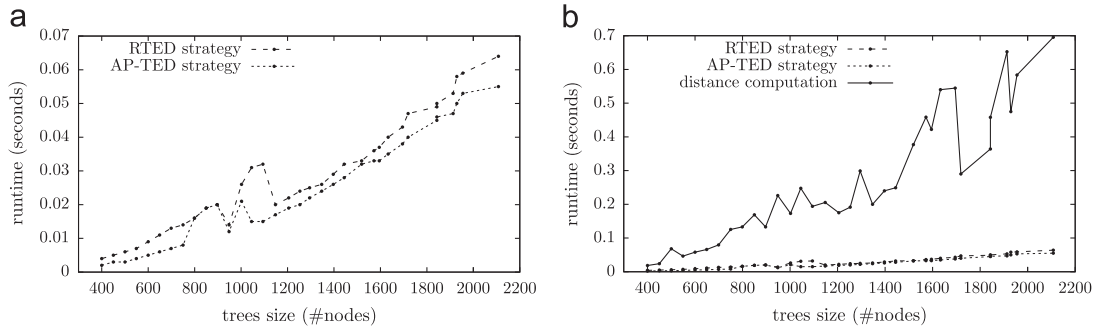 a
0.07
0.06
0.05
0.04
0.03
0.02
0.01
0
runtime (seconds)
RTED strategy
AP-TED strategy
400 600 800 1000 1200 1400 1600 1800 2000 2200
trees size (#nodes)
b
0.7
0.6
0.5
0.4
0.3
0.2
0.1
0
runtime (seconds)
RTED strategy
AP-TED strategy
distance computation
400 600 800 1000 1200 1400 1600 1800 2000 2200
trees size (#nodes)